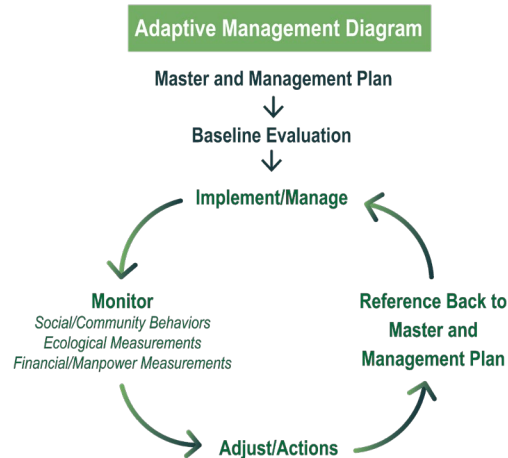 Adaptive Management Diagram
Master and Management Plan
Baseline Evaluation
Implement/Manage
Monitor
Social/Community Behaviors
Ecological Measurements
Financial/Manpower Measurements
Reference Back to
Master and
Management Plan
Adjust/Actions